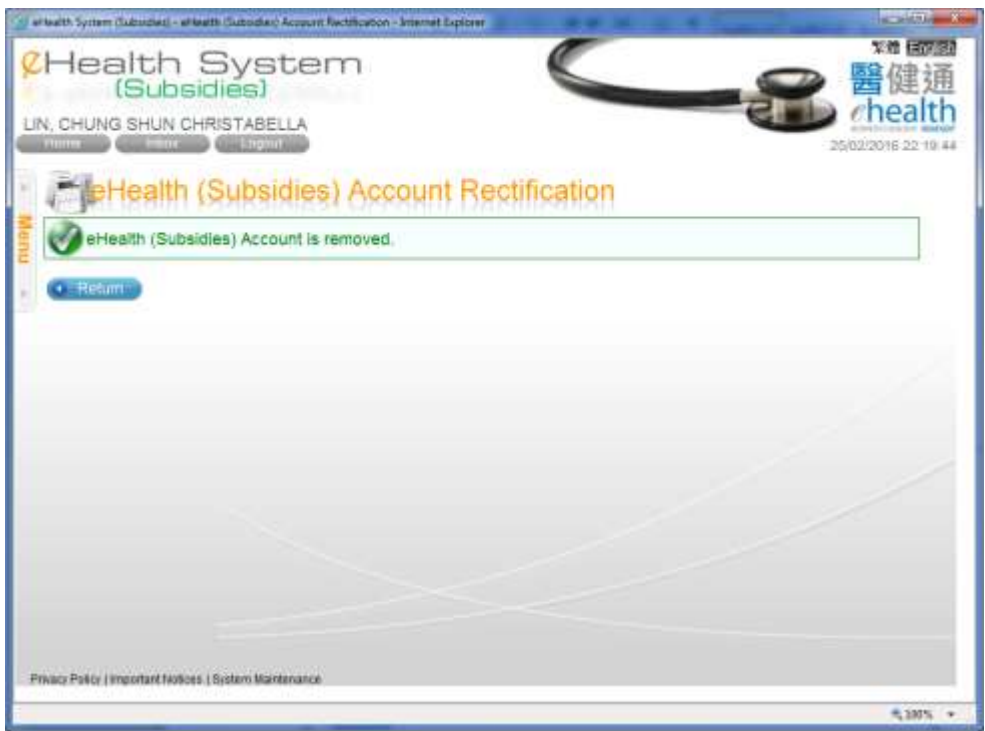 eHealth System (Subsidies) - eHealth (Subsidies) Account Rectification - Internet Explorer
eHealth System
(Subsidies)
繁體 English
醫健通
ehealth
LIN, CHUNG SHUN CHRISTABELLA
Home Inbox Logout
25/02/2016 22:19:44
eHealth (Subsidies) Account Rectification
Menu
eHealth (Subsidies) Account is removed.
Return
Privacy Policy | Important Notices | System Maintenance
100%